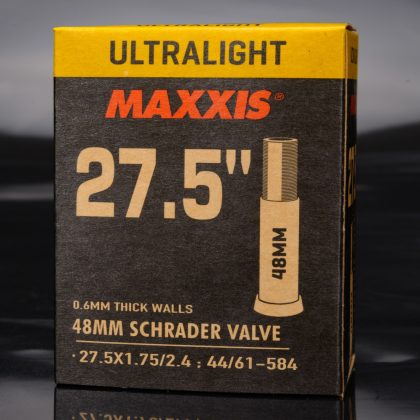 ULTRALIGHT
MAXXIS®
27.5"
48MM
0.6MM THICK WALLS
48MM SCHRADER VALVE
· 27.5X1.75/2.4 : 44/61-584